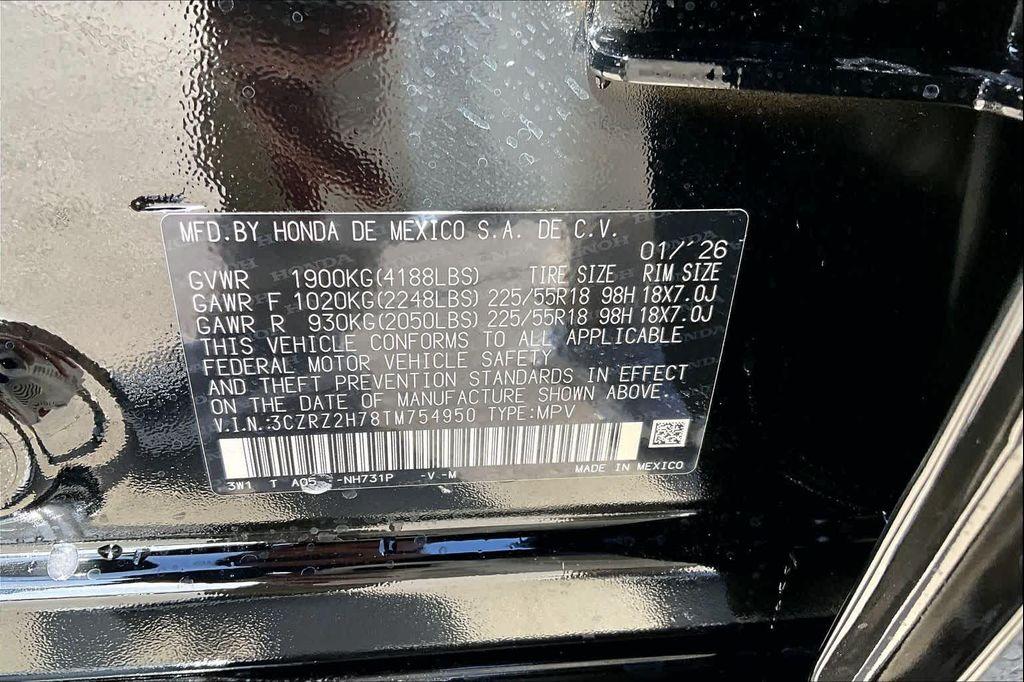 MFD.BY HONDA DE MEXICO S.A. DE C.V.
01/'26
GVWR 1900KG(4188LBS) TIRE SIZE RIM SIZE
GAWR F 1020KG(2248LBS) 225/55R18 98H 18X7.0J
GAWR R 930KG(2050LBS) 225/55R18 98H 18X7.0J
THIS VEHICLE CONFORMS TO ALL APPLICABLE
FEDERAL MOTOR VEHICLE SAFETY
AND THEFT PREVENTION STANDARDS IN EFFECT
ON THE DATE OF MANUFACTURE SHOWN ABOVE
V.I.N.:3CZRZ2H78TM754950 TYPE:MPV
MADE IN MEXICO
3W1 T A05 -NH731P -V -M